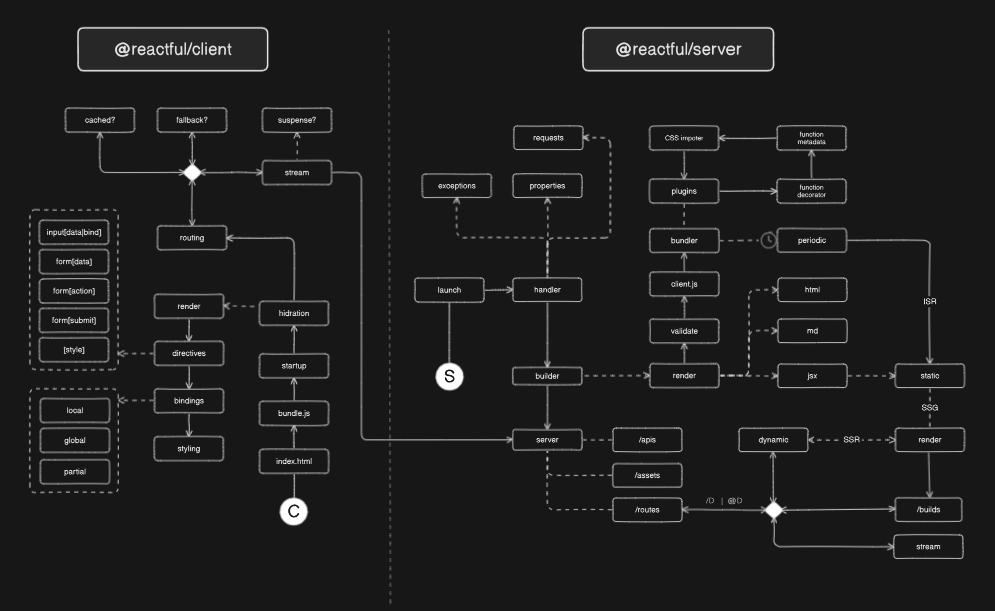 @reactful/client
@reactful/server
cached?
fallback?
suspense?
stream
routing
input[data|bind]
form[data]
form[action]
form[submit]
[style]
render
hidration
directives
startup
bindings
local
global
partial
bundle.js
styling
index.html
C
requests
exceptions
properties
launch
handler
S
builder
server
/apis
/assets
/routes
CSS impoter
function
metadata
plugins
function
decorator
bundler
periodic
client.js
html
ISR
validate
md
render
jsx
static
SSG
dynamic
SSR
render
/D | @D
/builds
stream